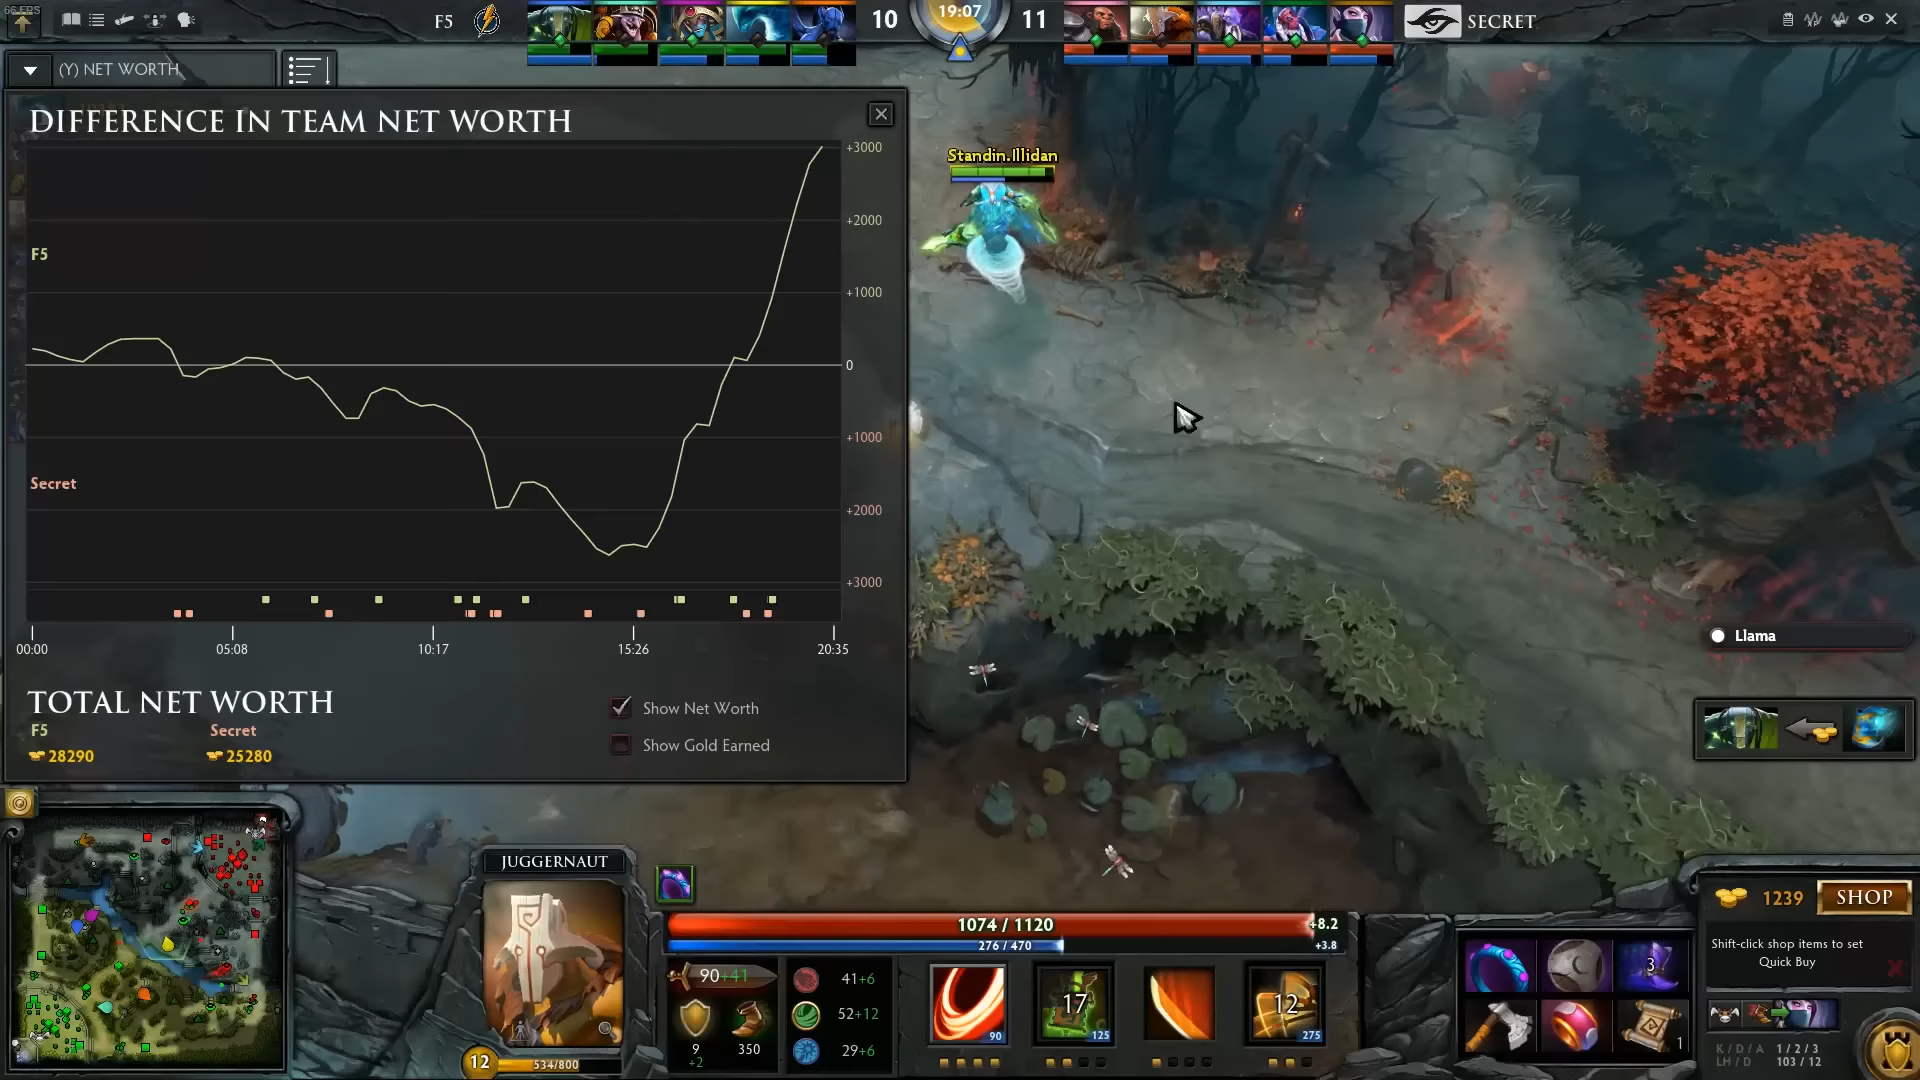 66 FPS
F5
10
19:07
11
SECRET
(Y) NET WORTH
DIFFERENCE IN TEAM NET WORTH
+3000
+2000
F5
+1000
0
+1000
Secret
+2000
+3000
00:00
05:08
10:17
15:26
20:35
TOTAL NET WORTH
F5
Secret
28290
25280
Show Net Worth
Show Gold Earned
Standin.Illidan
Llama
JUGGERNAUT
1074 / 1120
+8.2
276 / 470
+3.8
90+41
41+6
52+12
29+6
9
+2
350
90
17
125
12
275
12
534/800
3
1
1239
SHOP
Shift-click shop items to set
Quick Buy
K / D / A 1 / 2 / 3
LH / D 103 / 12